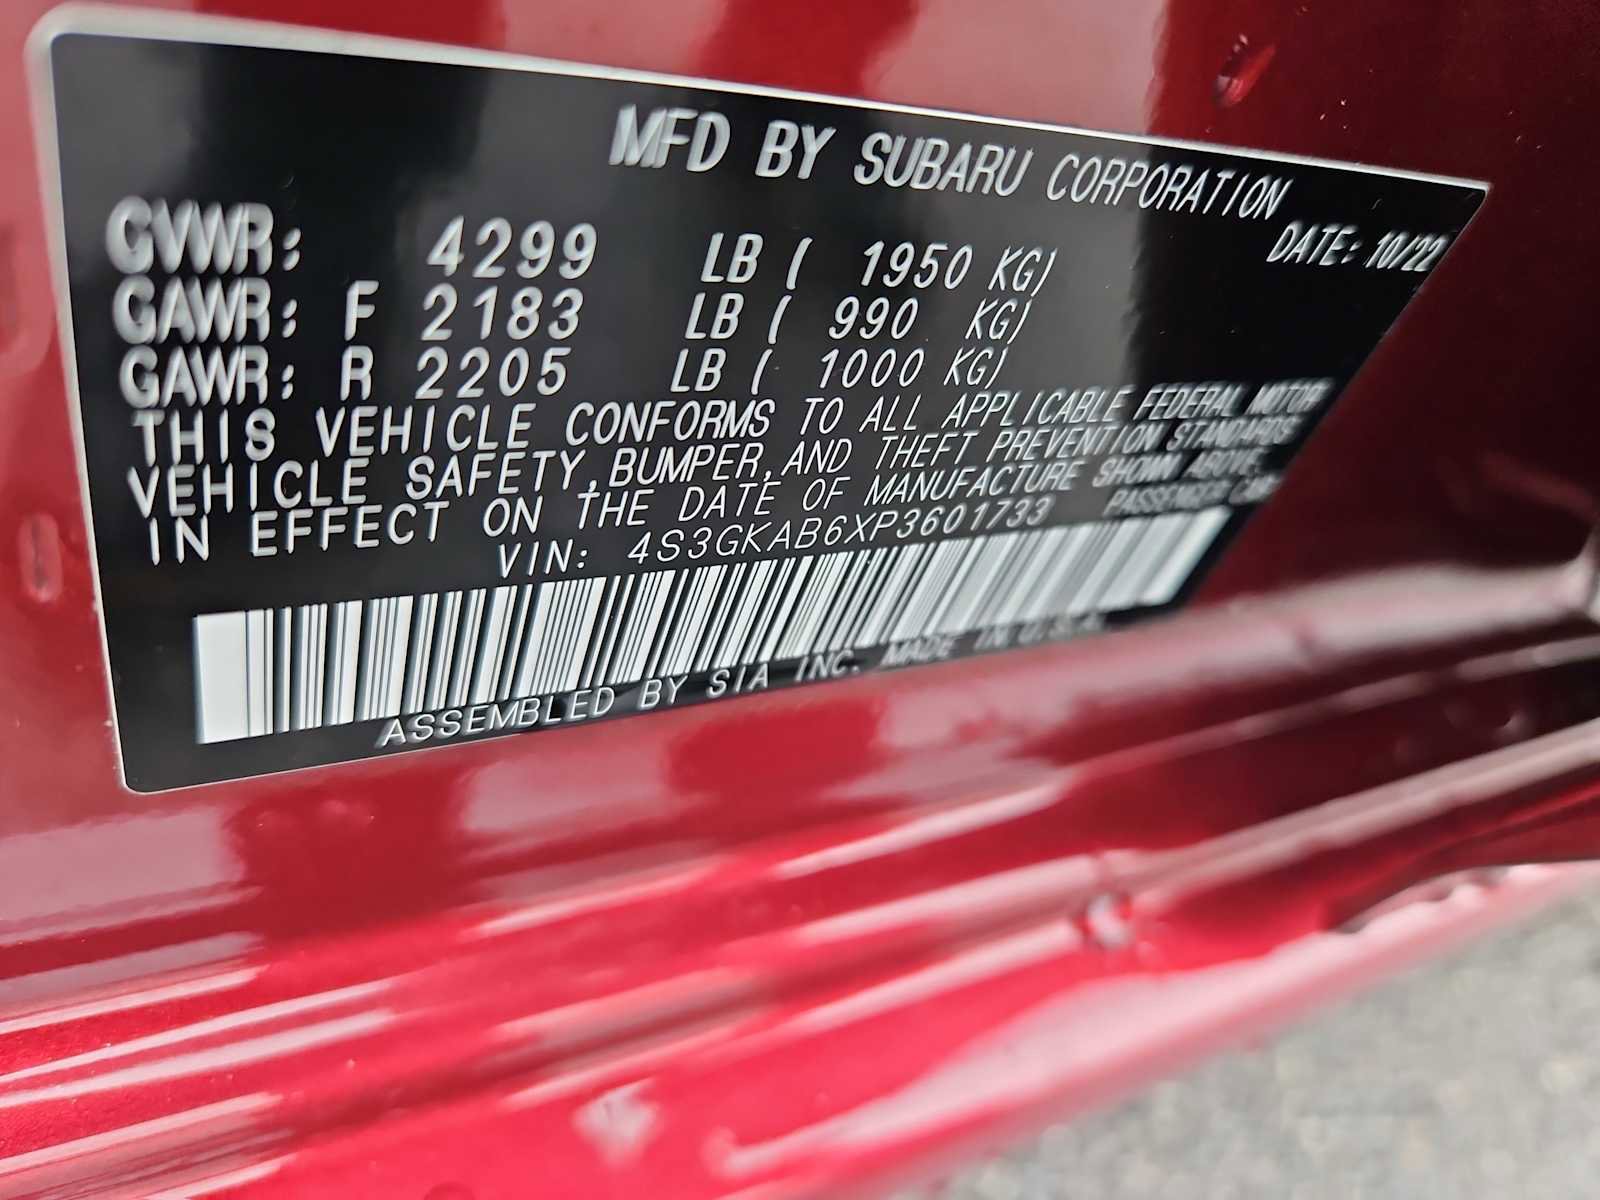 MFD BY SUBARU CORPORATION
DATE: 10/22
GVWR: 4299 LB ( 1950 KG)
GAWR: F 2183 LB ( 990 KG)
GAWR: R 2205 LB ( 1000 KG)
THIS VEHICLE CONFORMS TO ALL APPLICABLE FEDERAL MOTOR
VEHICLE SAFETY,BUMPER,AND THEFT PREVENTION STANDARDS
IN EFFECT ON THE DATE OF MANUFACTURE SHOWN ABOVE.
VIN: 4S3GKAB6XP3601733 PASSENGER CAR
ASSEMBLED BY SIA INC. MADE IN U.S.A.